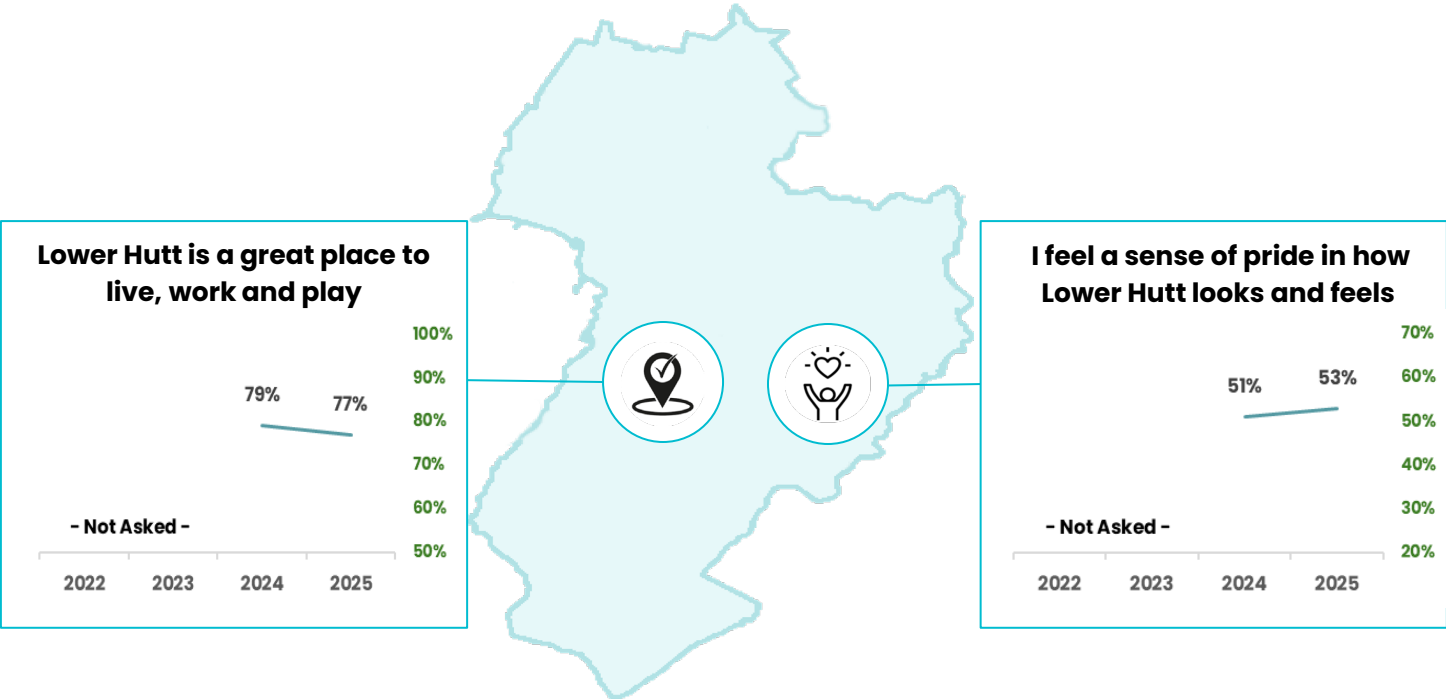 Lower Hutt is a great place to
live, work and play
100%
90%
80%
70%
60%
50%
79%
77%
- Not Asked -
2022 2023 2024 2025
I feel a sense of pride in how
Lower Hutt looks and feels
70%
60%
50%
40%
30%
20%
51%
53%
- Not Asked -
2022 2023 2024 2025